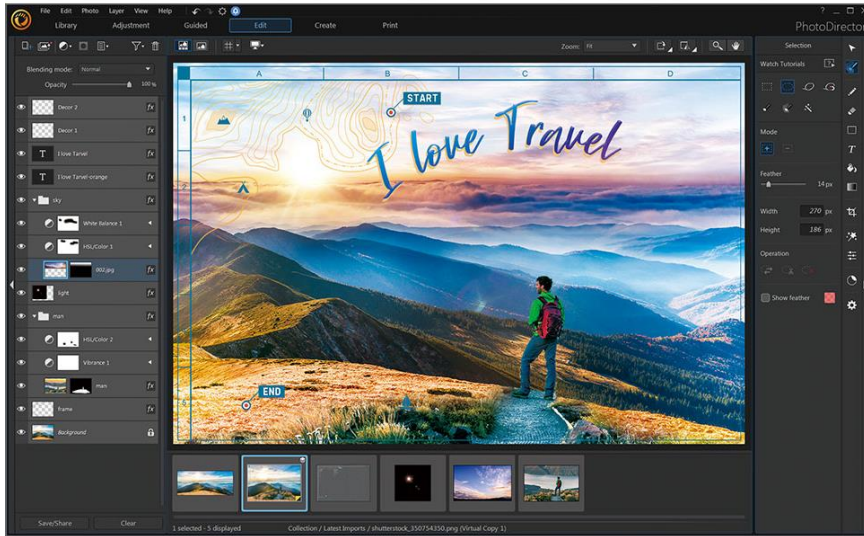 File Edit Photo Layer View Help
PhotoDirector
Library Adjustment Guided Edit Create Print
Zoom: Fit
Selection
Watch Tutorials
Blending mode: Normal
Opacity 100 %
Decor 2
Decor 1
I love Tarvel
I love Tarvel-orange
sky
White Balance 1
HSL/Color 1
002.jpg
light
man
HSL/Color 2
Vibrance 1
man
frame
Background
Save/Share Clear
A B C D
1
2
START
I love Travel
END
Mode
Feather
14 px
Width 270 px
Height 186 px
Operation
Show feather
1 selected - 5 displayed Collection / Latest Imports / shutterstock_350754350.png (Virtual Copy 1)